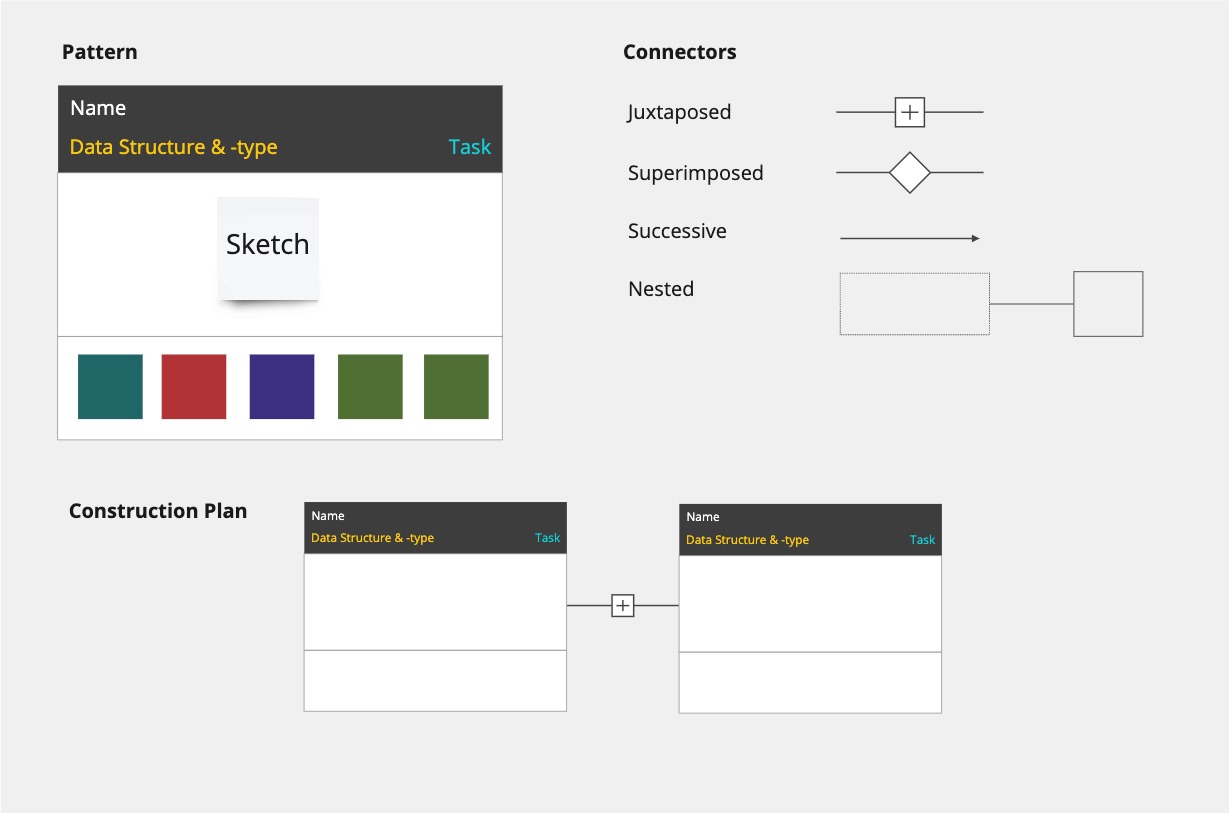 Pattern
Name
Data Structure & -type
Task
Sketch
Connectors
Juxtaposed
Superimposed
Successive
Nested
Construction Plan
Name
Data Structure & -type
Task
Name
Data Structure & -type
Task